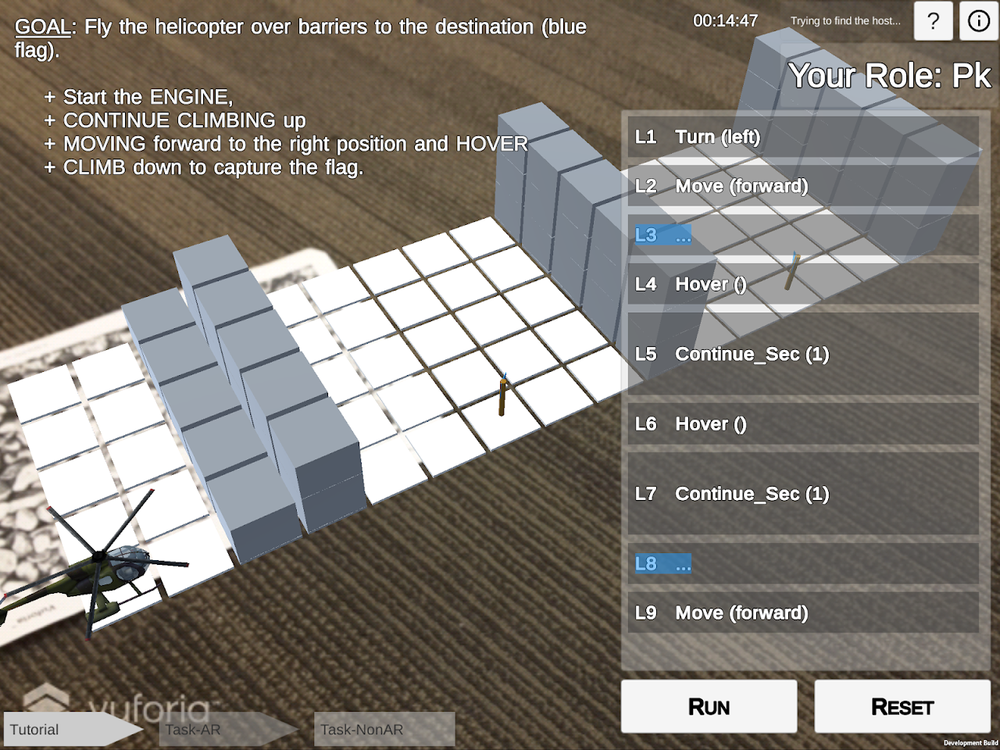 GOAL: Fly the helicopter over barriers to the destination (blue
flag).
+ Start the ENGINE,
+ CONTINUE CLIMBING up
+ MOVING forward to the right position and HOVER
+ CLIMB down to capture the flag.
00:14:47
Trying to find the host...
?
i
Your Role: Pk
L1 Turn (left)
L2 Move (forward)
L3 ...
L4 Hover ()
L5 Continue_Sec (1)
L6 Hover ()
L7 Continue_Sec (1)
L8 ...
L9 Move (forward)
RUN
RESET
vuforia
Tutorial
Task-AR
Task-NonAR
Development Build